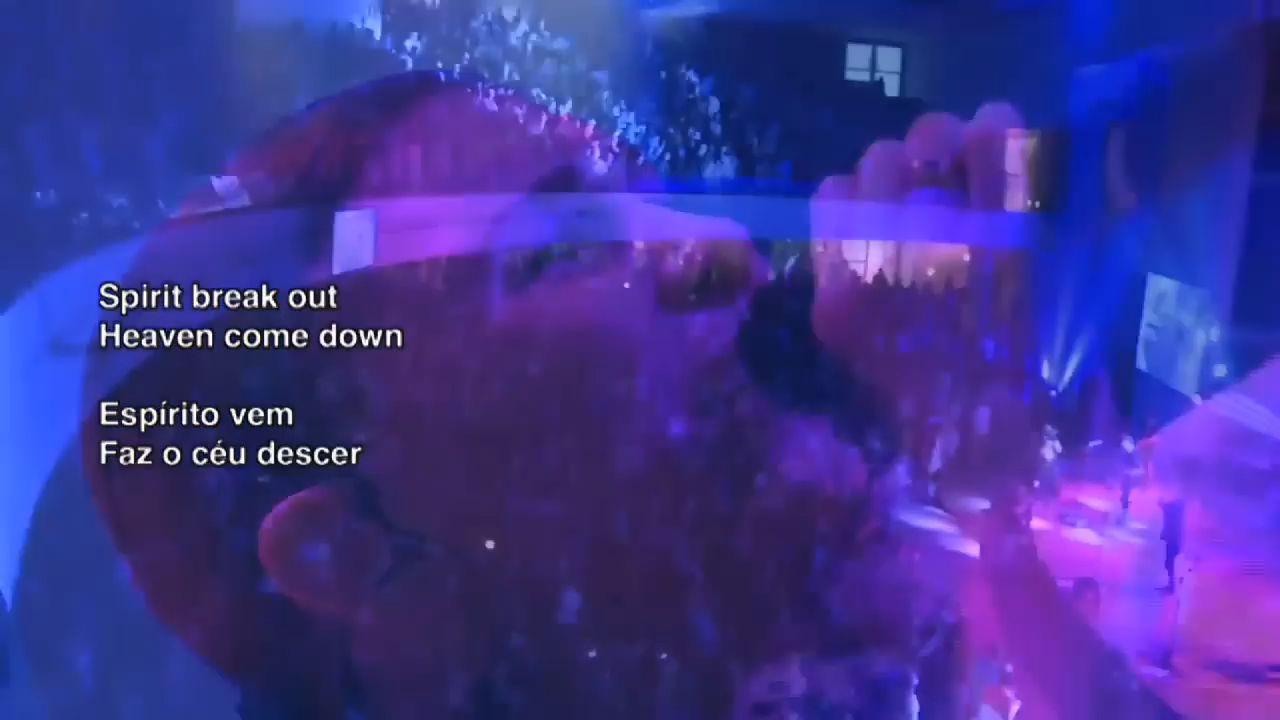 Spirit break out
Heaven come down
Espírito vem
Faz o céu descer